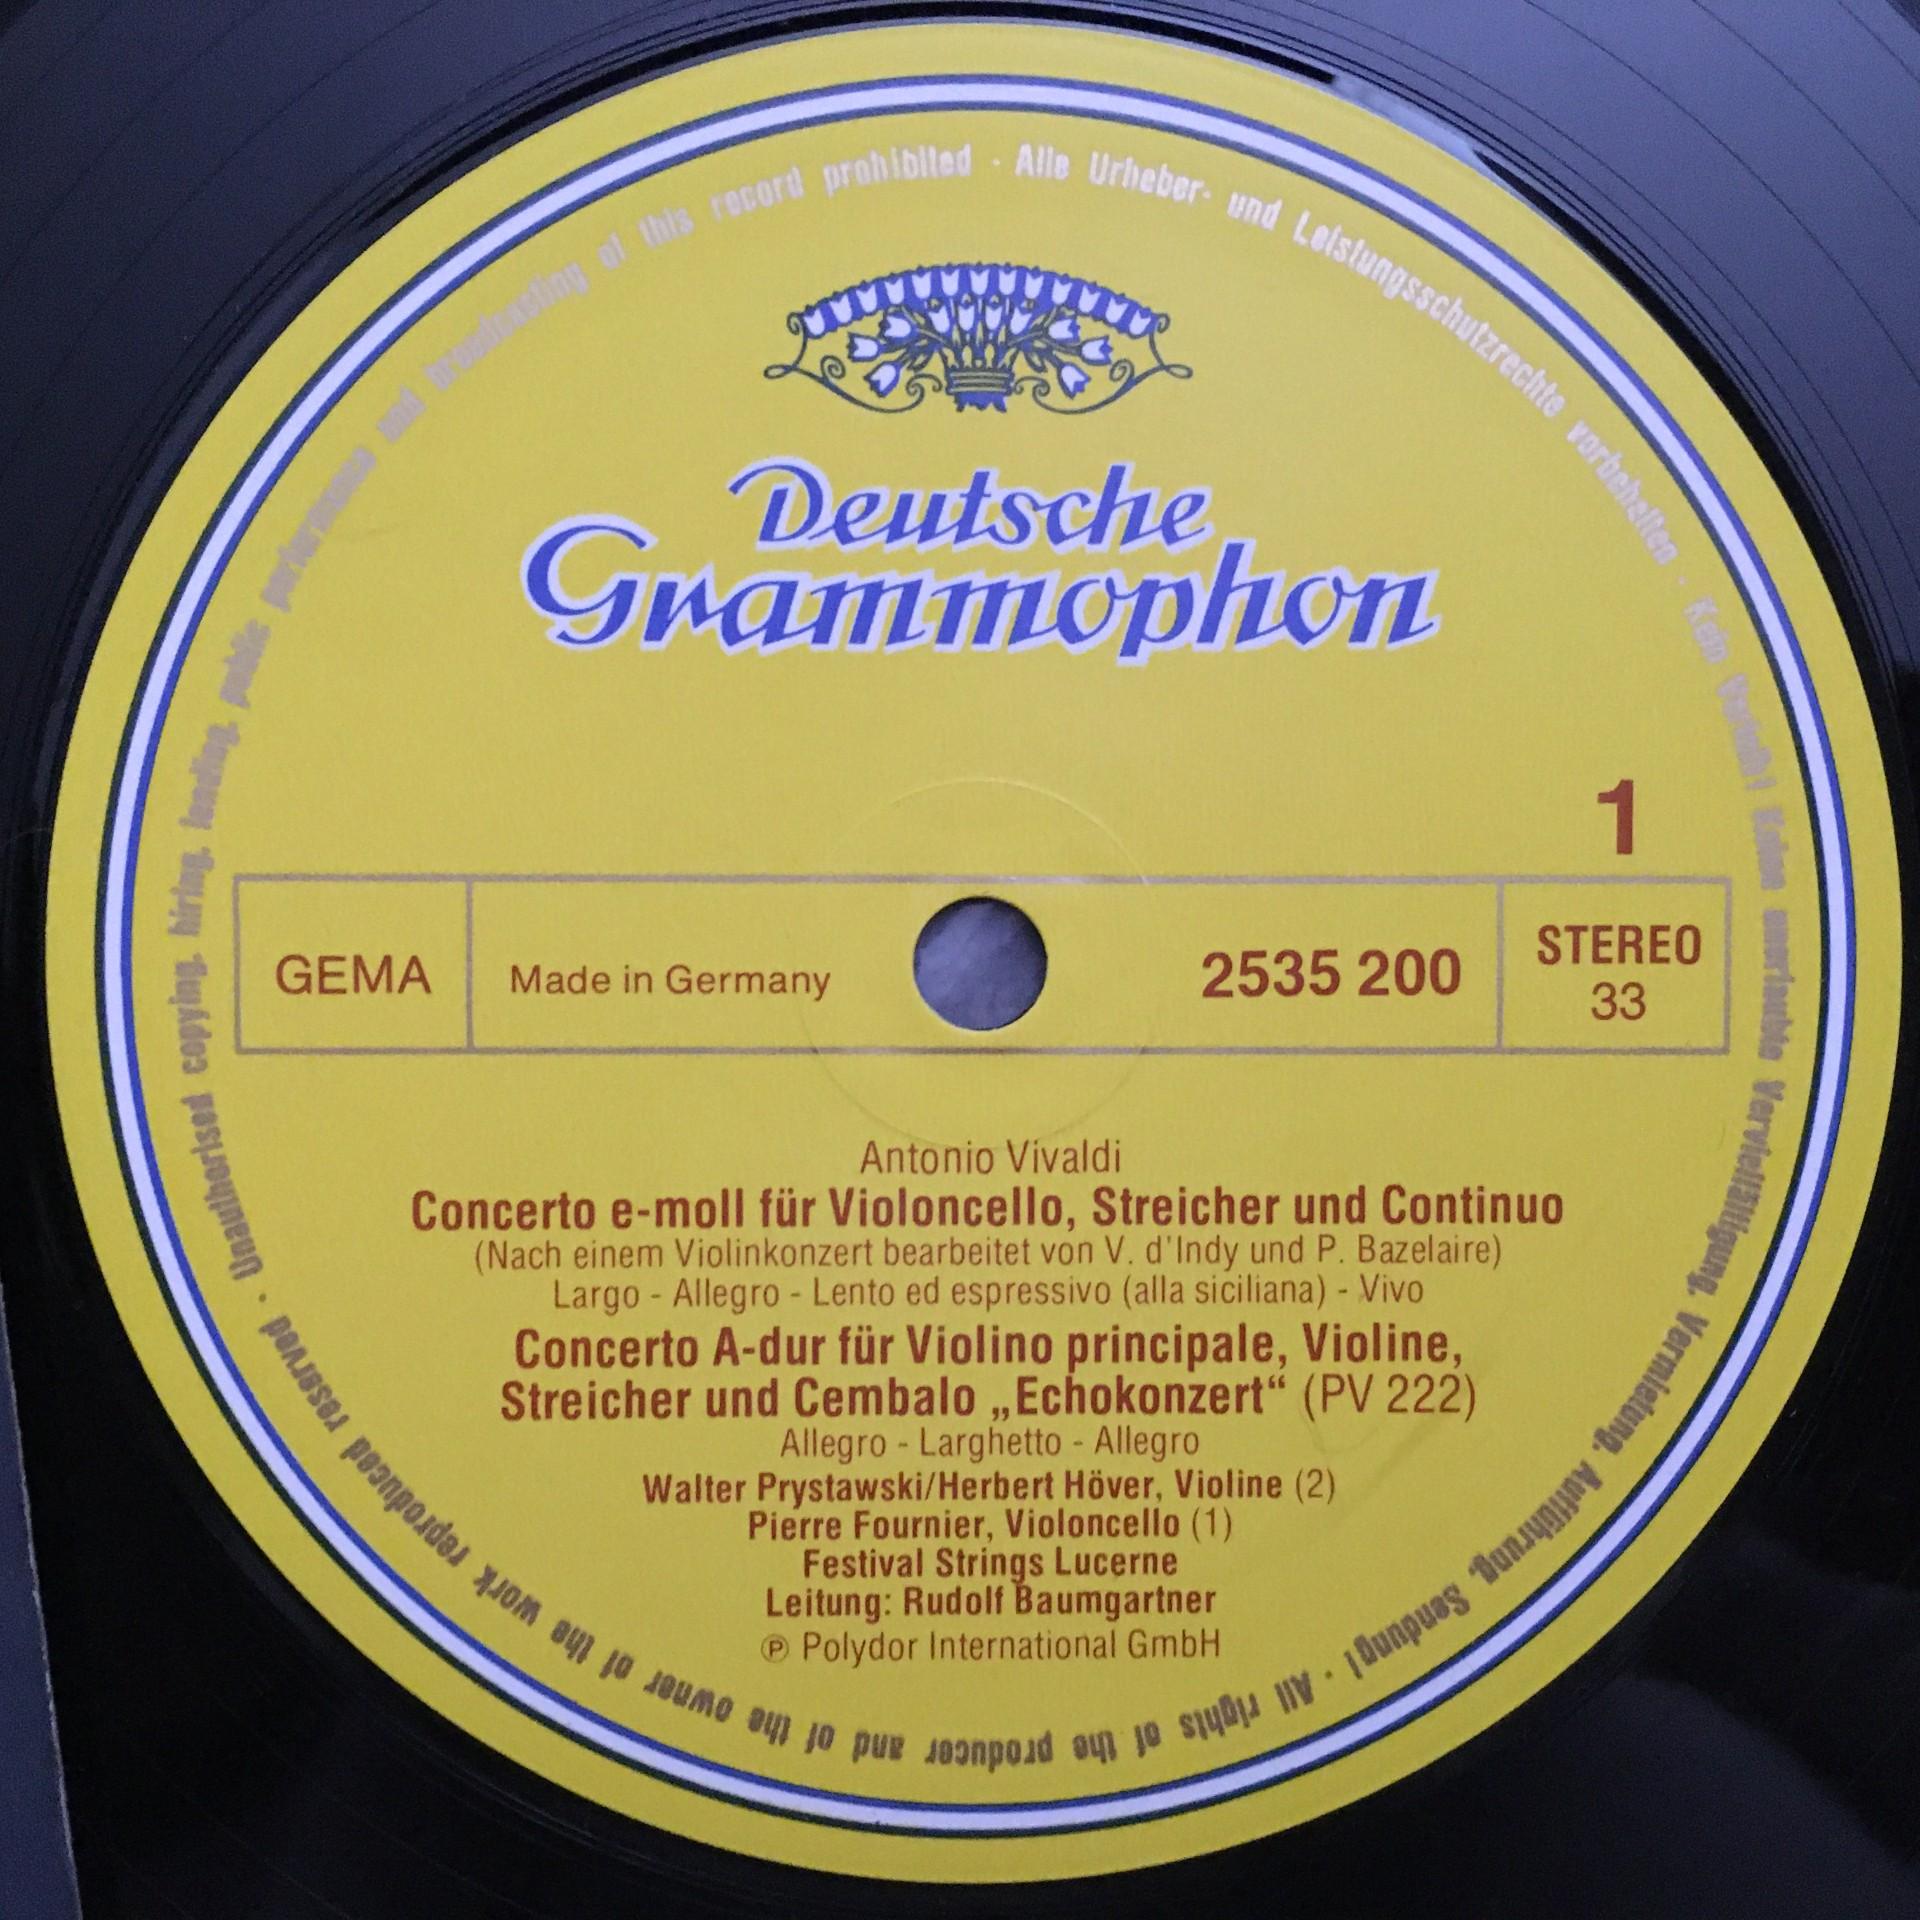 Deutsche
Grammophon
1
GEMA
Made in Germany
2535 200
STEREO
33
Antonio Vivaldi
Concerto e-moll für Violoncello, Streicher und Continuo
(Nach einem Violinkonzert bearbeitet von V. d'Indy und P. Bazelaire)
Largo - Allegro - Lento ed espressivo (alla siciliana) - Vivo
Concerto A-dur für Violino principale, Violine,
Streicher und Cembalo „Echokonzert“ (PV 222)
Allegro - Larghetto - Allegro
Walter Prystawski/Herbert Höver, Violine (2)
Pierre Fournier, Violoncello (1)
Festival Strings Lucerne
Leitung: Rudolf Baumgartner
℗ Polydor International GmbH
Alle Urheber- und Leistungsschutzrechte vorbehalten · Kein Verleih! Keine unerlaubte Vervielfältigung, Vermietung, Aufführung, Sendung! · All rights of the producer and of the owner of the work reproduced reserved · Unauthorised copying, hiring, lending, public performance and broadcasting of this record prohibited ·